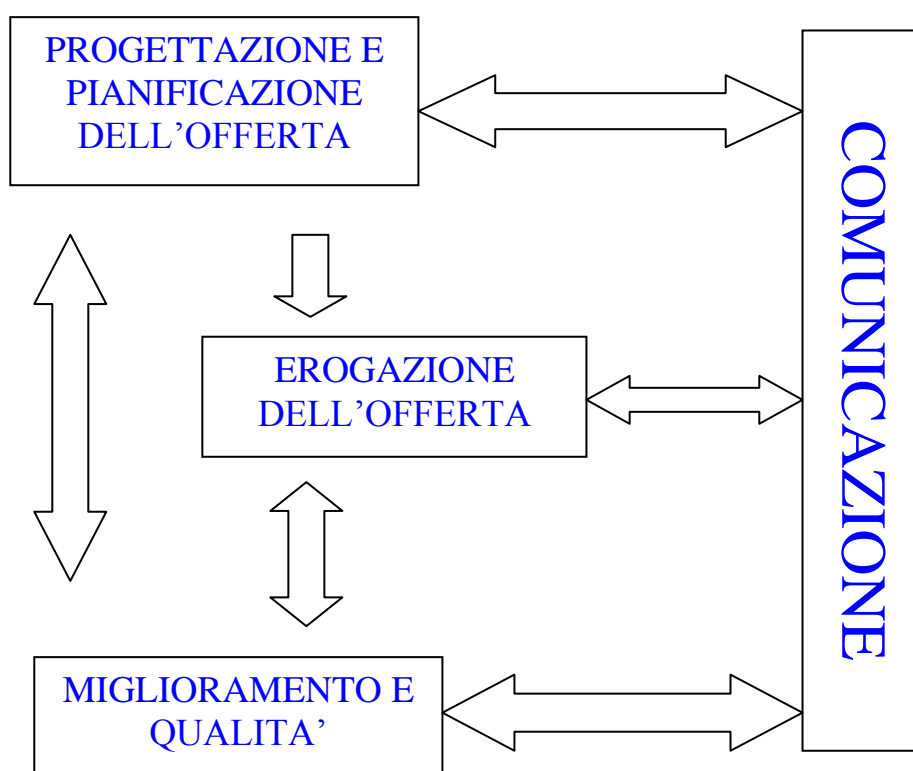 PROGETTAZIONE E
PIANIFICAZIONE
DELL’OFFERTA
COMUNICAZIONE
EROGAZIONE
DELL’OFFERTA
MIGLIORAMENTO E
QUALITA’